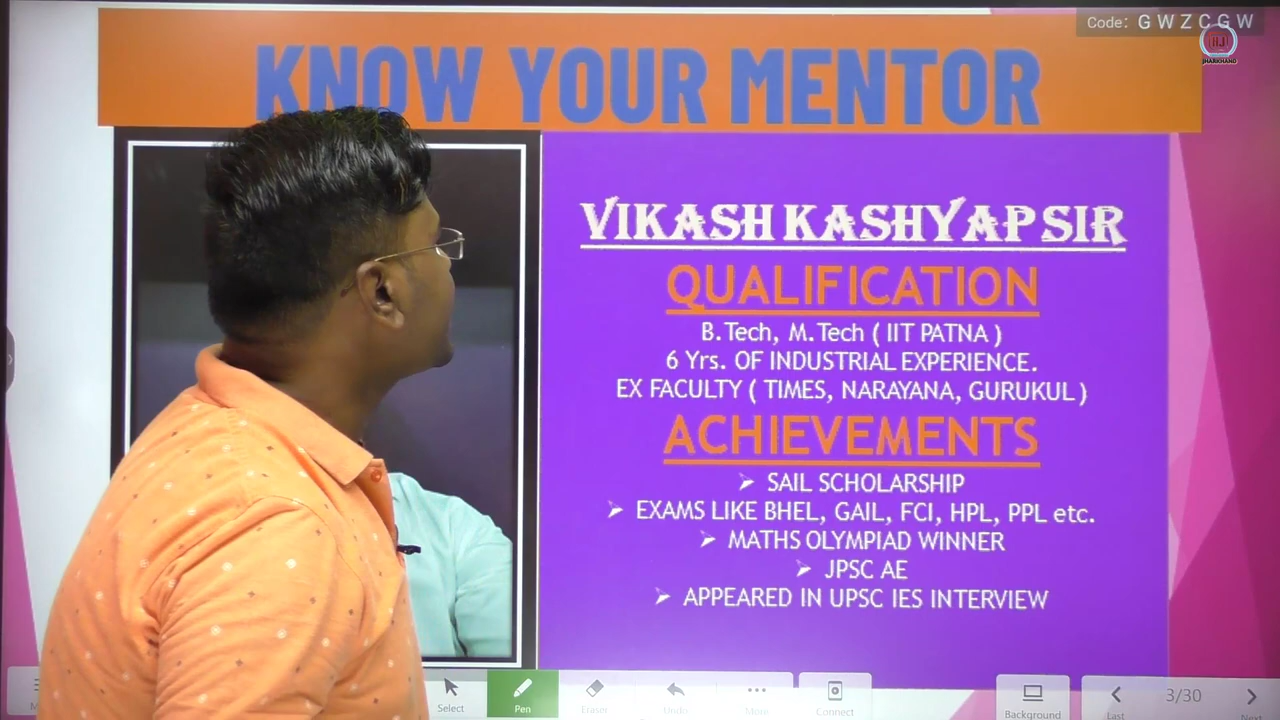 Code: GWZCGW
JHARKHAND
KNOW YOUR MENTOR
VIKASH KASHYAP SIR
QUALIFICATION
B.Tech, M.Tech ( IIT PATNA )
6 Yrs. OF INDUSTRIAL EXPERIENCE.
EX FACULTY ( TIMES, NARAYANA, GURUKUL )
ACHIEVEMENTS
➢ SAIL SCHOLARSHIP
➢ EXAMS LIKE BHEL, GAIL, FCI, HPL, PPL etc.
➢ MATHS OLYMPIAD WINNER
➢ JPSC AE
➢ APPEARED IN UPSC IES INTERVIEW
Select Pen Eraser Undo More Connect Background Last 3/30 Next